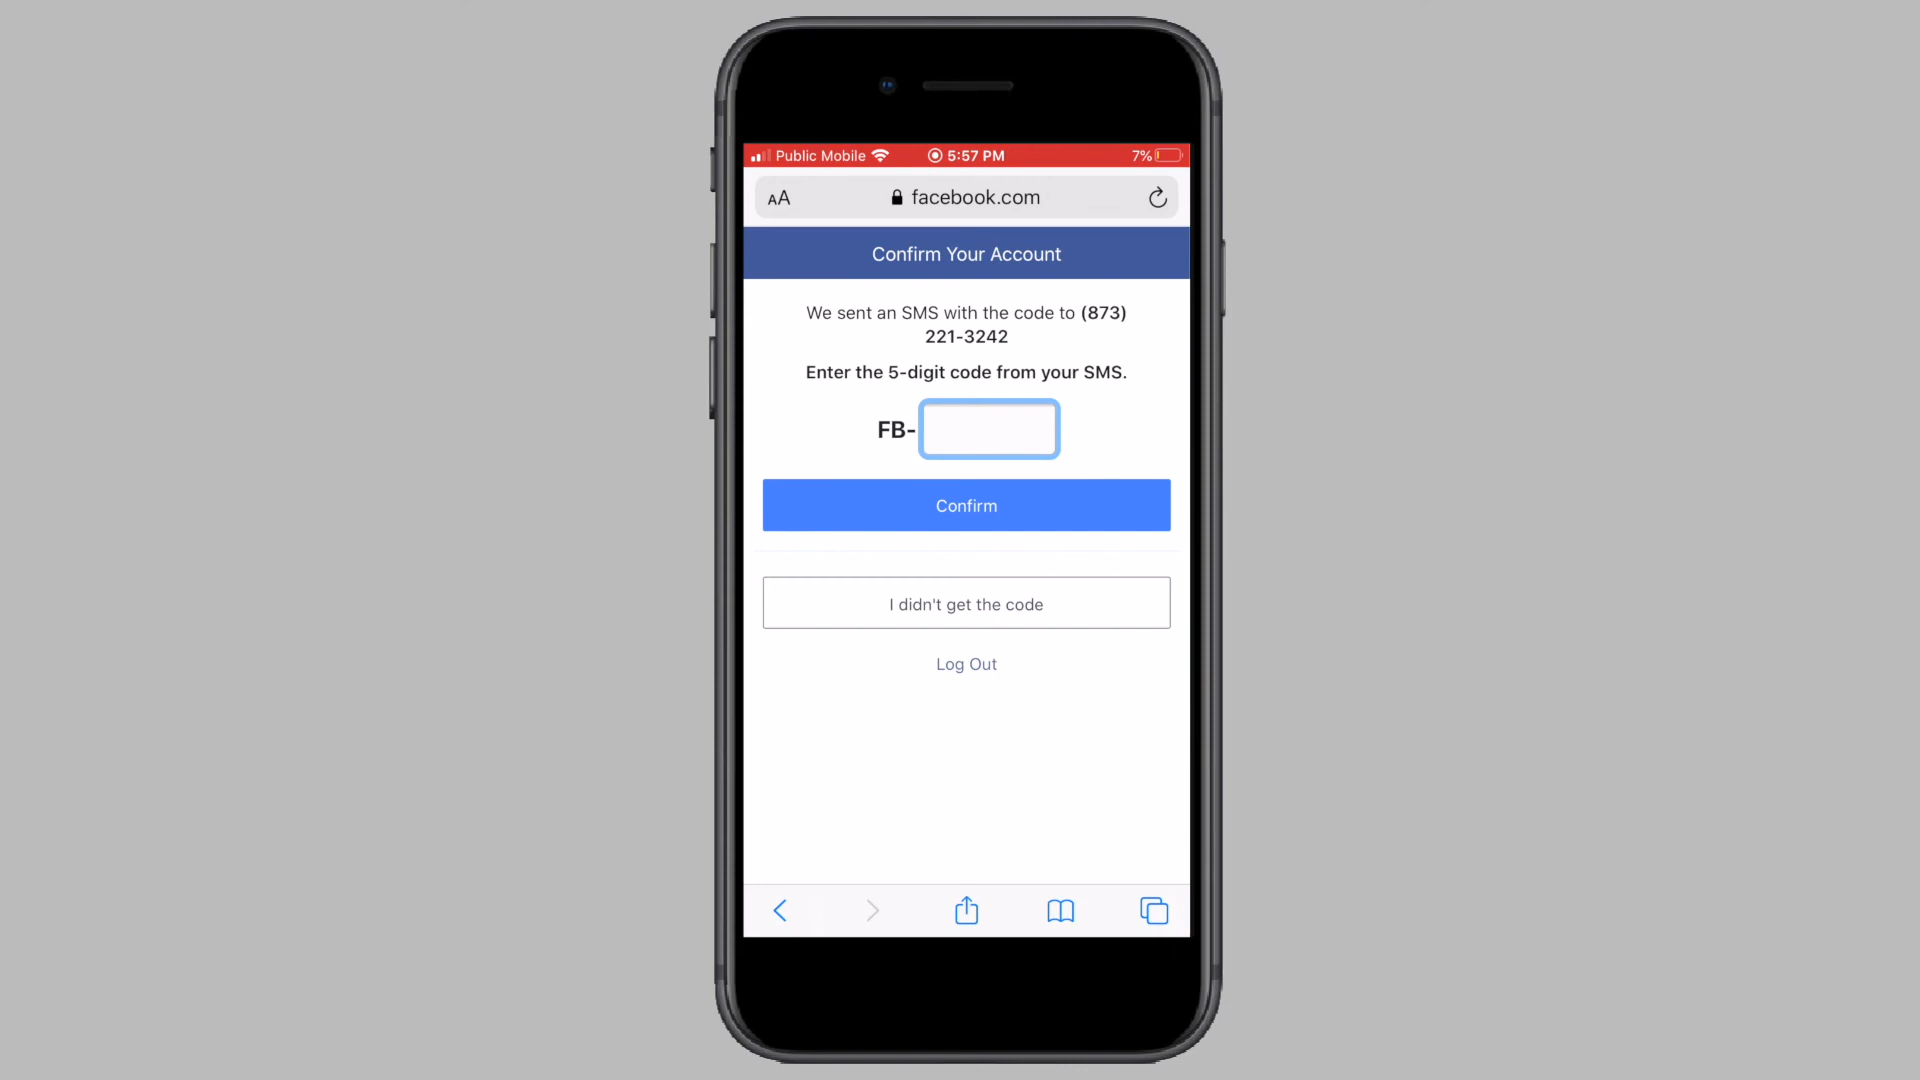 Public Mobile 5:57 PM 7%
AA facebook.com
Confirm Your Account
We sent an SMS with the code to (873)
221-3242
Enter the 5-digit code from your SMS.
FB-
Confirm
I didn't get the code
Log Out